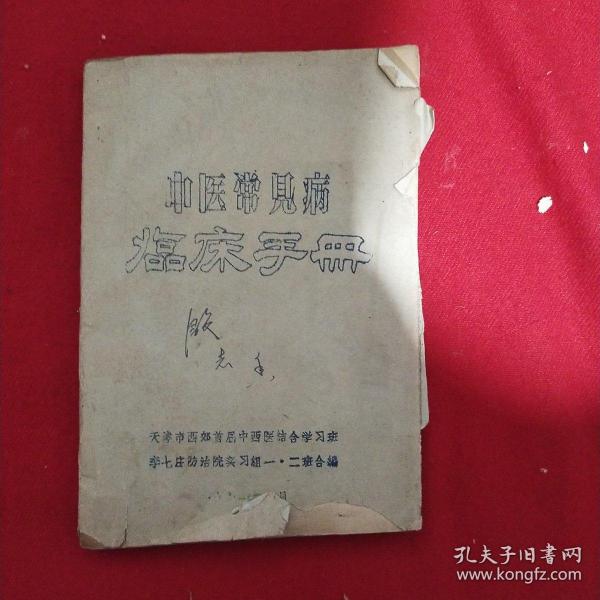 中医常见病
临床手册
天津市西郊首届中西医结合学习班
李七庄防治院实习组一·二班合编
孔夫子旧书网
www.kongfz.com